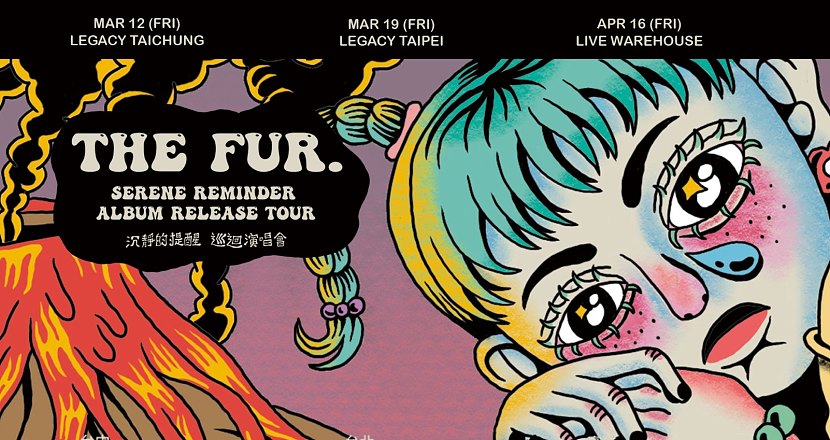 MAR 12 (FRI)
LEGACY TAICHUNG
MAR 19 (FRI)
LEGACY TAIPEI
APR 16 (FRI)
LIVE WAREHOUSE
THE FUR.
SERENE REMINDER
ALBUM RELEASE TOUR
沉靜的提醒 巡迴演唱會